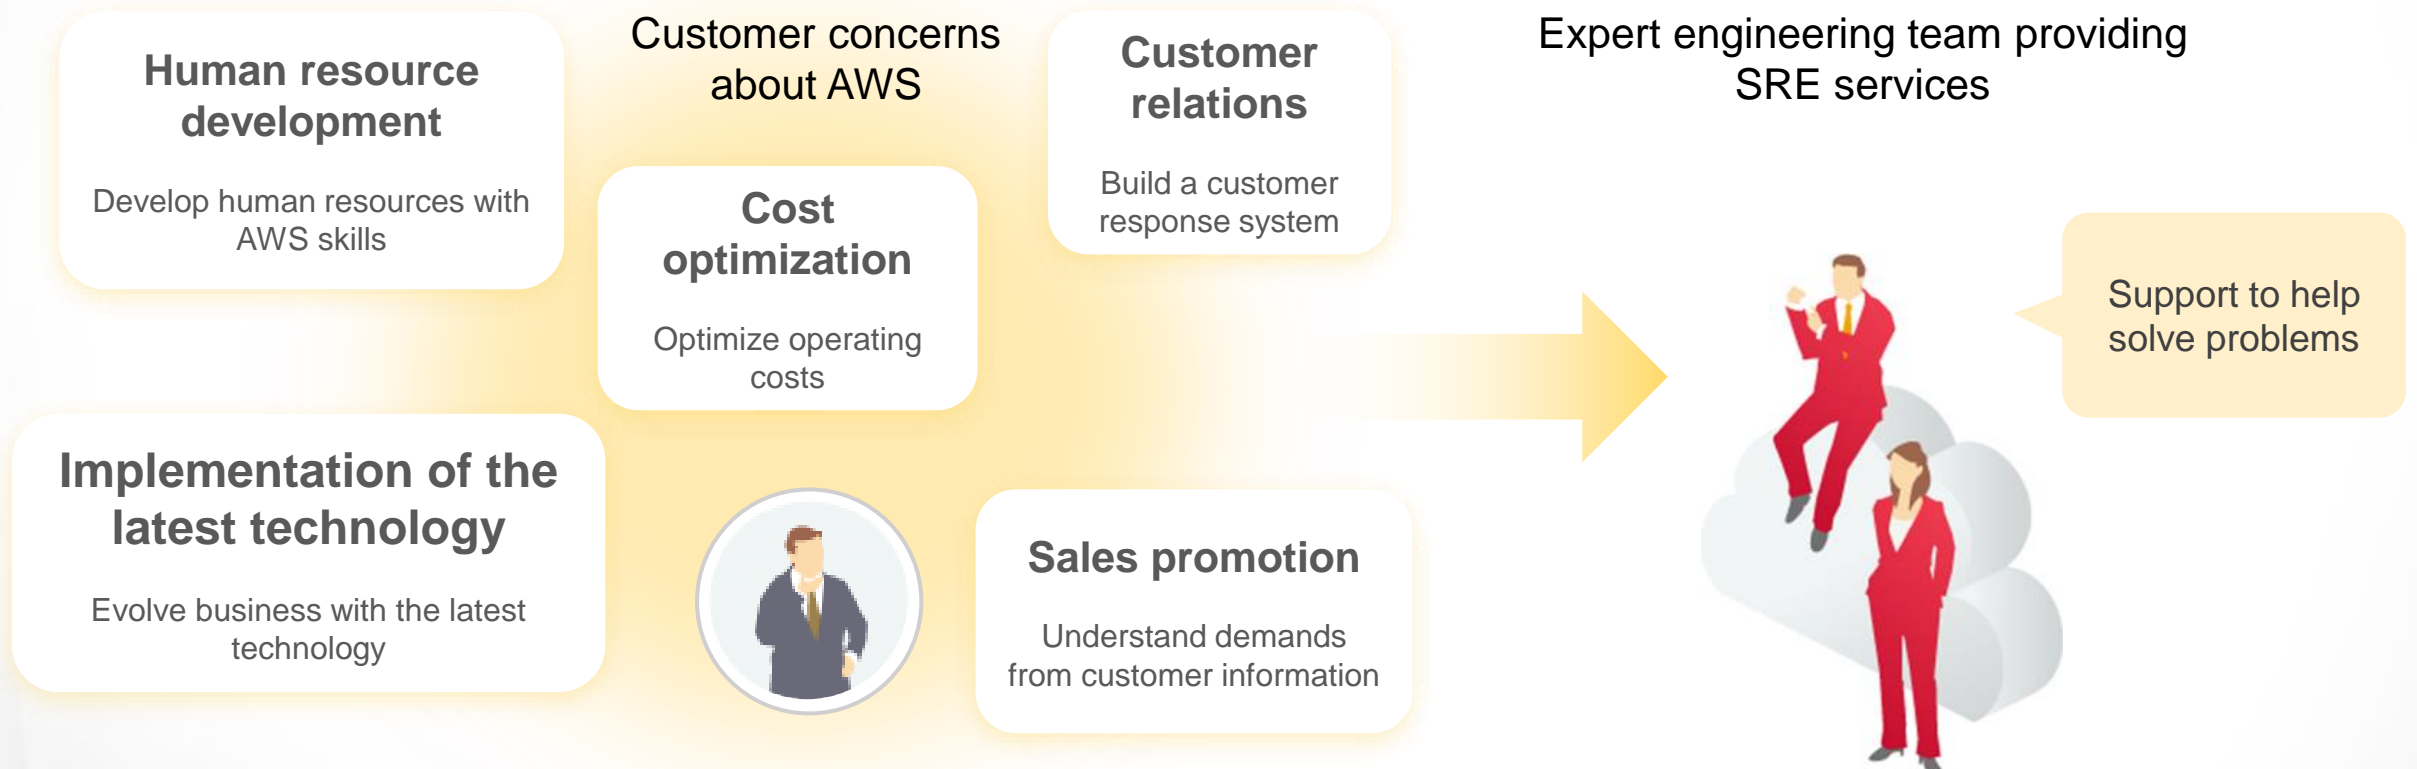 Customer concerns
about AWS
Human resource
development
Develop human resources with
AWS skills
Cost
optimization
Optimize operating
costs
Customer
relations
Build a customer
response system
Implementation of the
latest technology
Evolve business with the latest
technology
Sales promotion
Understand demands
from customer information
Expert engineering team providing
SRE services
Support to help
solve problems